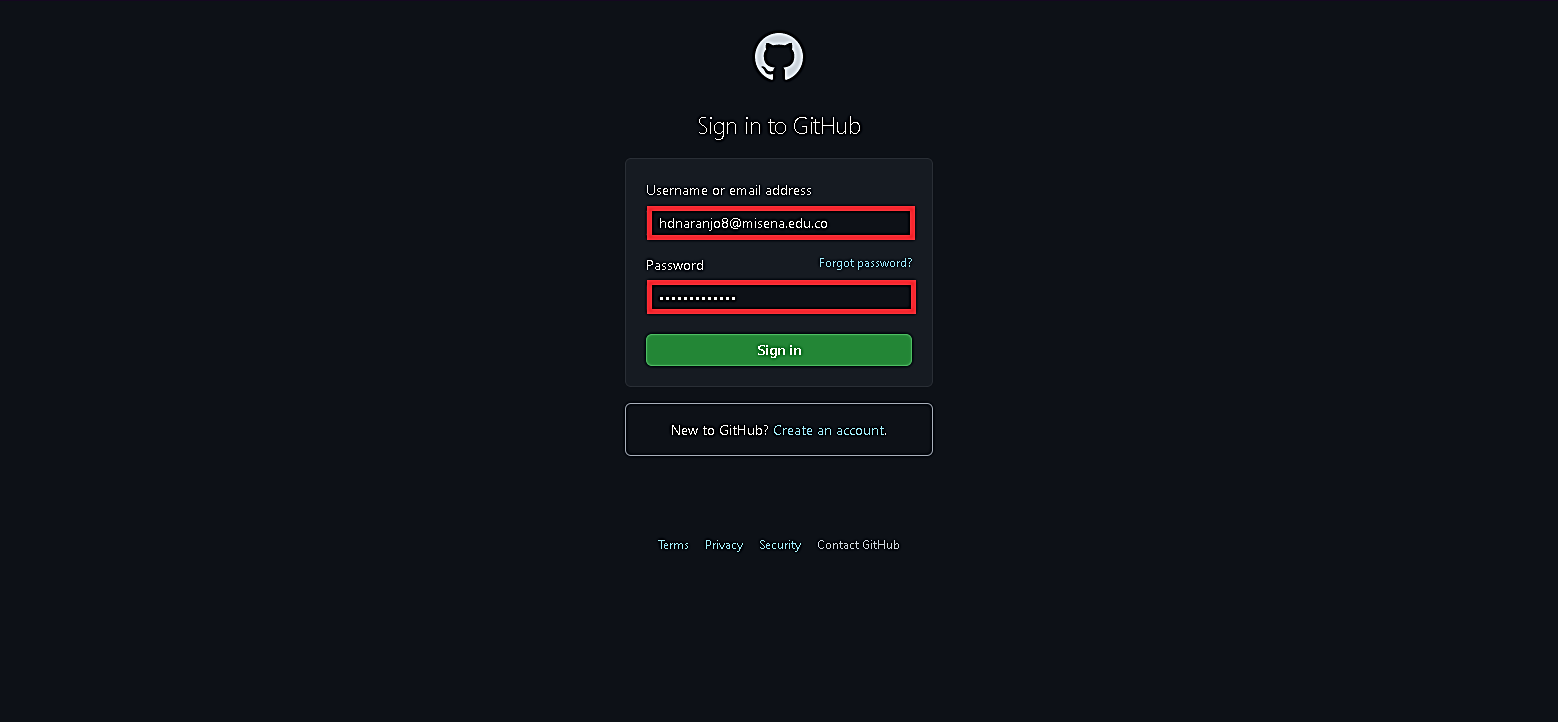 Sign in to GitHub
Username or email address
hdnaranjo8@misena.edu.co
Password Forgot password?
•••••••••••••
Sign in
New to GitHub? Create an account.
Terms Privacy Security Contact GitHub